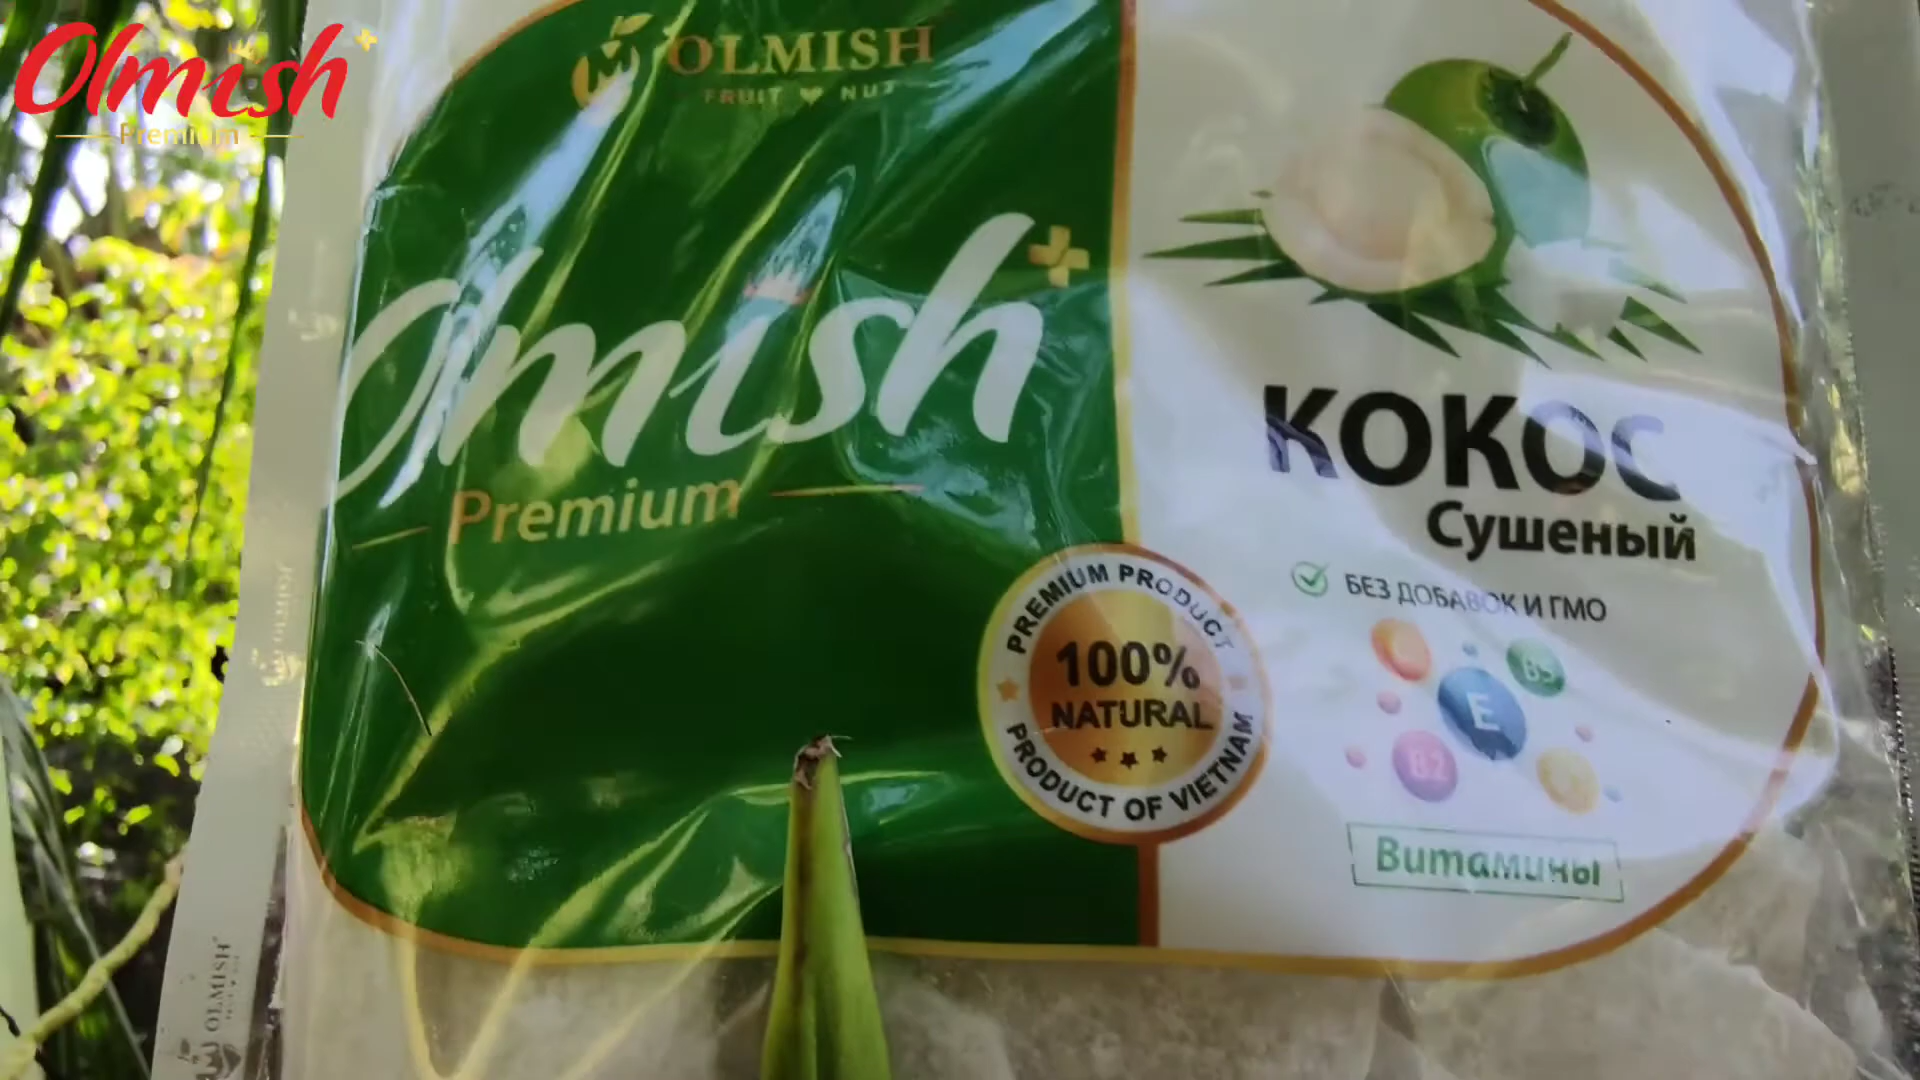 Olmish
Premium
OLMISH
FRUIT NUT
Olmish
Premium
КОКОС
Сушеный
БЕЗ ДОБАВОК И ГМО
PREMIUM PRODUCT
100%
NATURAL
PRODUCT OF VIETNAM
B5
E
B2
Витамины
OLMISH